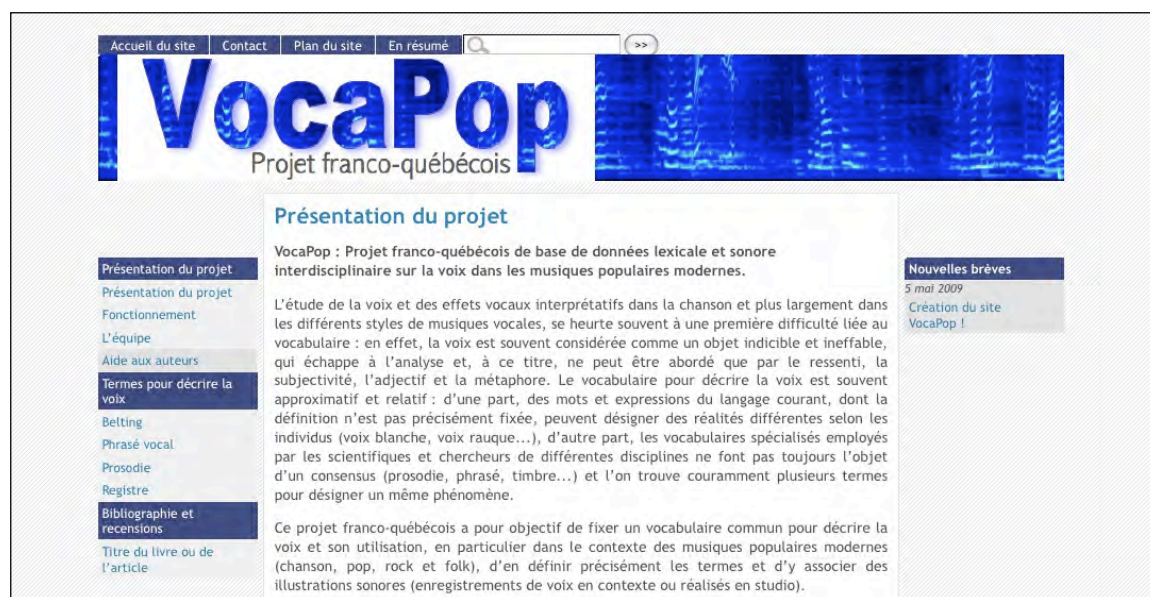 Accueil du site
Contact
Plan du site
En résumé
>>
VocaPop
Projet franco-québécois
Présentation du projet
Présentation du projet
Fonctionnement
L'équipe
Aide aux auteurs
Termes pour décrire la
voix
Belting
Phrasé vocal
Prosodie
Registre
Bibliographie et
recensions
Titre du livre ou de
l'article
Présentation du projet
VocaPop : Projet franco-québécois de base de données lexicale et sonore
interdisciplinaire sur la voix dans les musiques populaires modernes.
L'étude de la voix et des effets vocaux interprétatifs dans la chanson et plus largement dans
les différents styles de musiques vocales, se heurte souvent à une première difficulté liée au
vocabulaire : en effet, la voix est souvent considérée comme un objet indicible et ineffable,
qui échappe à l'analyse et, à ce titre, ne peut être abordé que par le ressenti, la
subjectivité, l'adjectif et la métaphore. Le vocabulaire pour décrire la voix est souvent
approximatif et relatif : d'une part, des mots et expressions du langage courant, dont la
définition n'est pas précisément fixée, peuvent désigner des réalités différentes selon les
individus (voix blanche, voix rauque...), d'autre part, les vocabulaires spécialisés employés
par les scientifiques et chercheurs de différentes disciplines ne font pas toujours l'objet
d'un consensus (prosodie, phrasé, timbre...) et l'on trouve couramment plusieurs termes
pour désigner un même phénomène.
Ce projet franco-québécois a pour objectif de fixer un vocabulaire commun pour décrire la
voix et son utilisation, en particulier dans le contexte des musiques populaires modernes
(chanson, pop, rock et folk), d'en définir précisément les termes et d'y associer des
illustrations sonores (enregistrements de voix en contexte ou réalisés en studio).
Nouvelles brèves
5 mai 2009
Création du site
VocaPop !